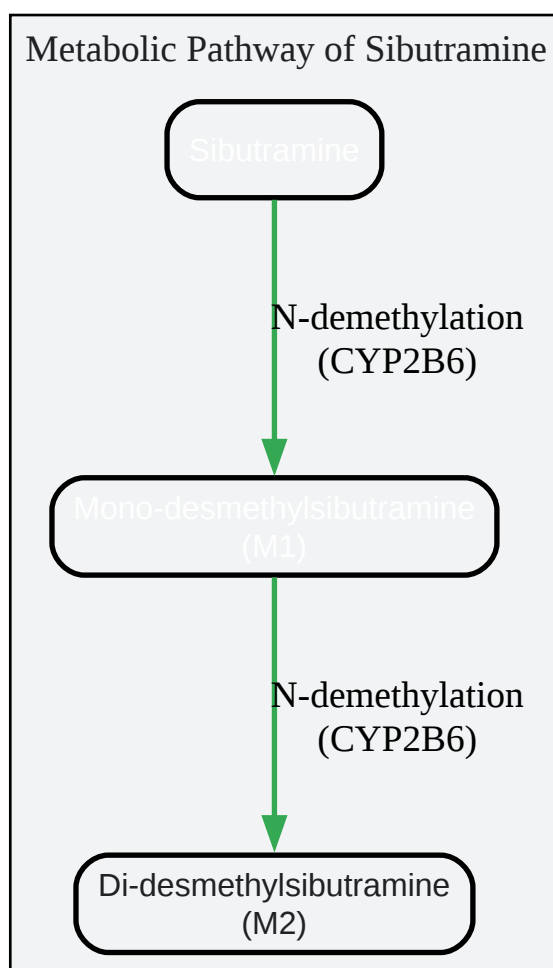 Metabolic Pathway of Sibutramine
Sibutramine
N-demethylation
(CYP2B6)
Mono-desmethylsibutramine
(M1)
N-demethylation
(CYP2B6)
Di-desmethylsibutramine
(M2)